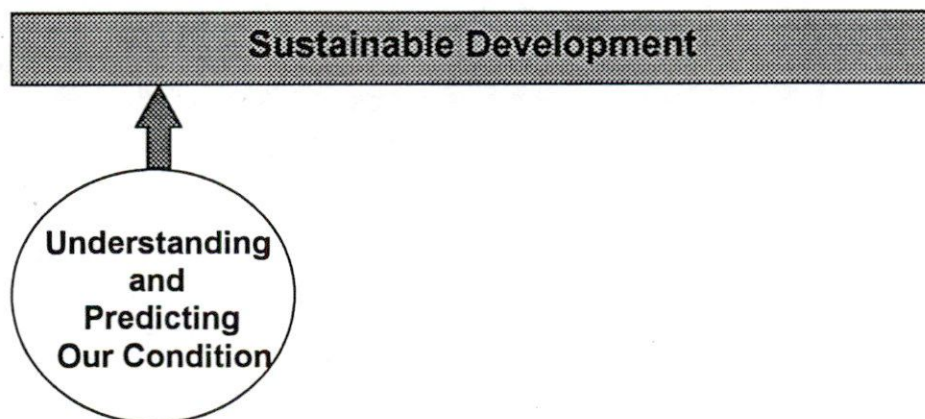 Sustainable Development
Understanding
and
Predicting
Our Condition